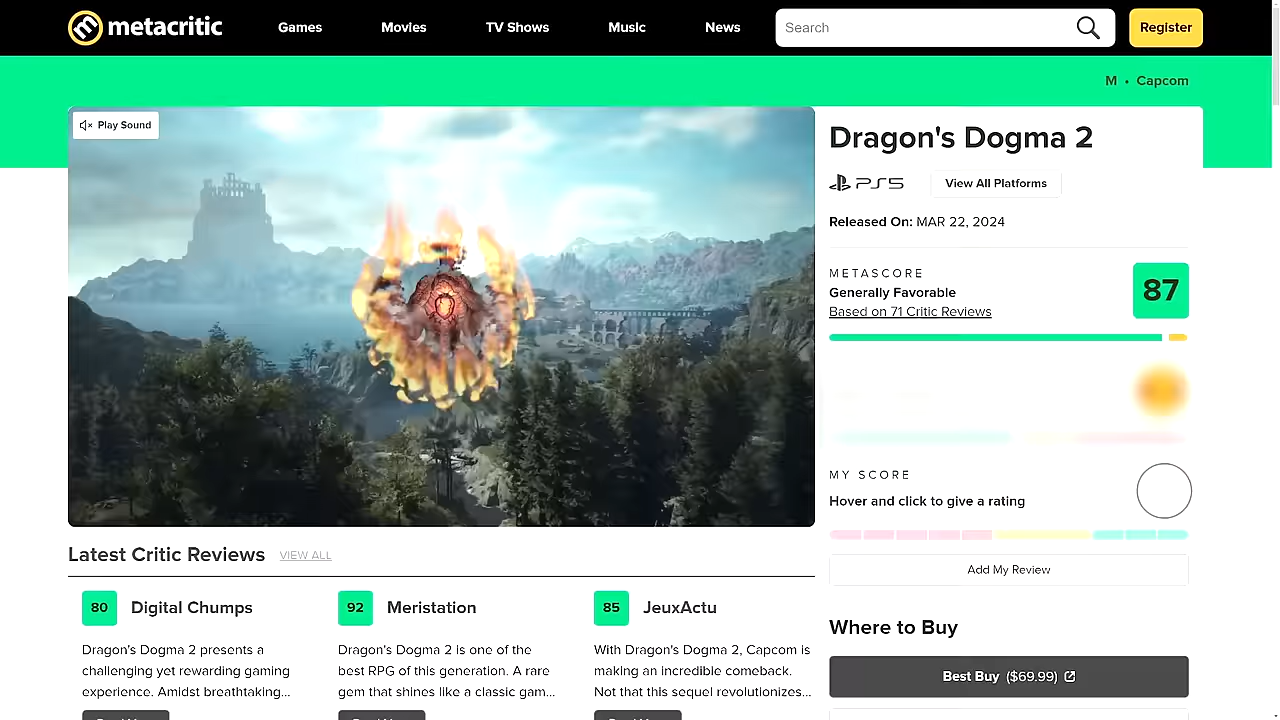 metacritic
Games
Movies
TV Shows
Music
News
Search
Register
M • Capcom
Play Sound
Dragon's Dogma 2
PS5
View All Platforms
Released On: MAR 22, 2024
METASCORE
Generally Favorable
Based on 71 Critic Reviews
87
MY SCORE
Hover and click to give a rating
Add My Review
Latest Critic Reviews
VIEW ALL
80
Digital Chumps
Dragon's Dogma 2 presents a
challenging yet rewarding gaming
experience. Amidst breathtaking...
92
Meristation
Dragon's Dogma 2 is one of the
best RPG of this generation. A rare
gem that shines like a classic gam...
85
JeuxActu
With Dragon's Dogma 2, Capcom is
making an incredible comeback.
Not that this sequel revolutionizes...
Where to Buy
Best Buy ($69.99)